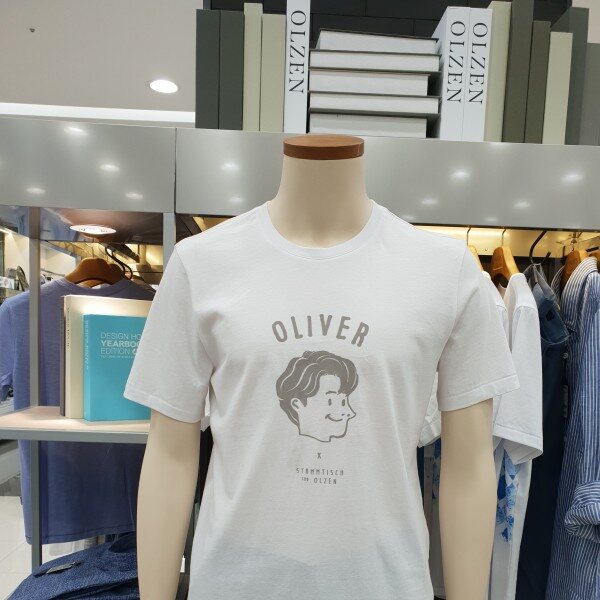 OLZEN
OLZEN
OLZEN
DESIGN HO
YEARBOO
EDITION
OLIVER
X
STAMMTISCH
FOR OLZEN